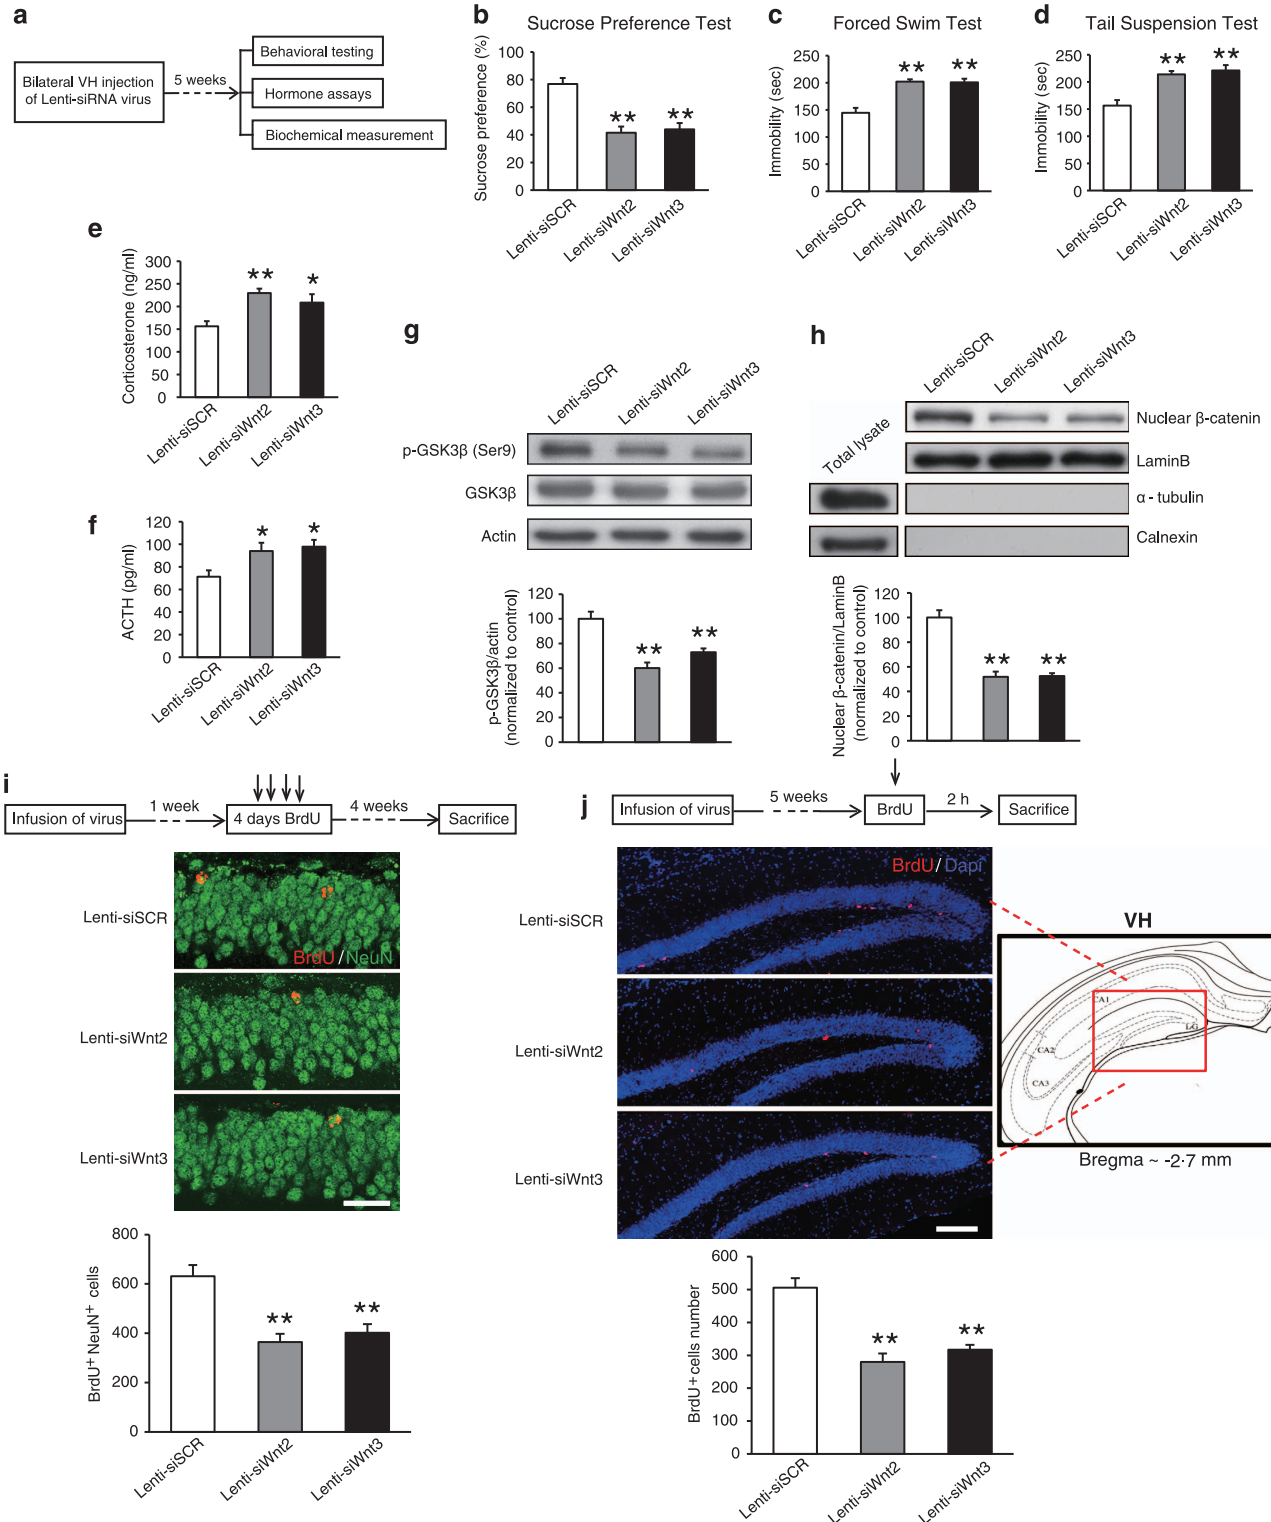 a
Bilateral VH injection
of Lenti-siRNA virus
5 weeks
Behavioral testing
Hormone assays
Biochemical measurement
b
Sucrose Preference Test
Sucrose preference (%)
100
80
60
40
20
0
**
**
Lenti-siSCR
Lenti-siWnt2
Lenti-siWnt3
c
Forced Swim Test
Immobility (sec)
250
200
150
100
50
0
**
**
Lenti-siSCR
Lenti-siWnt2
Lenti-siWnt3
d
Tail Suspension Test
Immobility (sec)
250
200
150
100
50
0
**
**
Lenti-siSCR
Lenti-siWnt2
Lenti-siWnt3
e
Corticosterone (ng/ml)
300
250
200
150
100
50
0
**
*
Lenti-siSCR
Lenti-siWnt2
Lenti-siWnt3
f
ACTH (pg/ml)
120
100
80
60
40
20
0
*
*
Lenti-siSCR
Lenti-siWnt2
Lenti-siWnt3
g
Lenti-siSCR
Lenti-siWnt2
Lenti-siWnt3
p-GSK3β (Ser9)
GSK3β
Actin
p-GSK3β/actin
(normalized to control)
120
100
80
60
40
20
0
**
**
h
Lenti-siSCR
Lenti-siWnt2
Lenti-siWnt3
Total lysate
Nuclear β-catenin
LaminB
α - tubulin
Calnexin
Nuclear β-catenin/LaminB
(normalized to control)
120
100
80
60
40
20
0
**
**
i
Infusion of virus
1 week
4 days BrdU
4 weeks
Sacrifice
Lenti-siSCR
BrdU/NeuN
Lenti-siWnt2
Lenti-siWnt3
BrdU+ NeuN+ cells
800
600
400
200
0
**
**
Lenti-siSCR
Lenti-siWnt2
Lenti-siWnt3
j
Infusion of virus
5 weeks
BrdU
2 h
Sacrifice
BrdU/Dapi
Lenti-siSCR
Lenti-siWnt2
Lenti-siWnt3
VH
CA1
CA2
CA3
LG
Bregma ~ -2·7 mm
BrdU+cells number
600
500
400
300
200
100
0
**
**
Lenti-siSCR
Lenti-siWnt2
Lenti-siWnt3